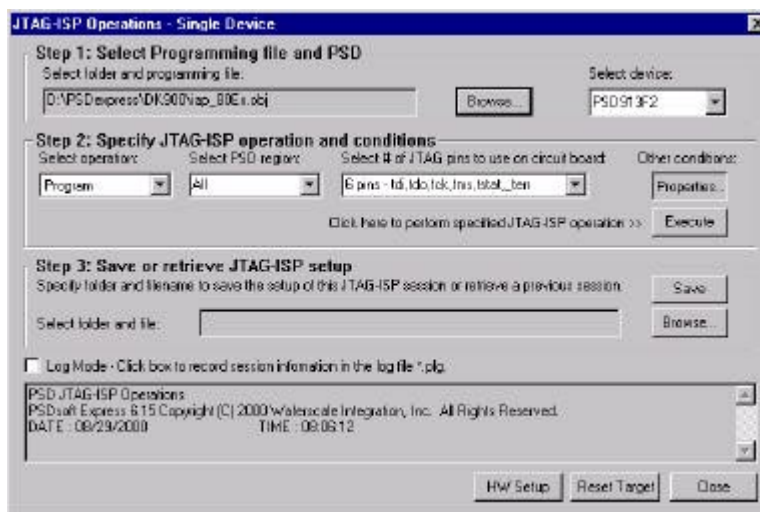 JTAG-ISP Operations - Single Device
Step 1: Select Programming file and PSD
Select folder and programming file:
Select device:
Browse...
PSD913F2
Step 2: Specify JTAG-ISP operation and conditions
Select operation:
Select PSD region:
Select # of JTAG pins to use on circuit board:
Other conditions:
Program
All
6 pins - tdi,tdo,tck,tms,tstat,_terr
Properties...
Click here to perform specified JTAG-ISP operation >>
Execute
Step 3: Save or retrieve JTAG-ISP setup
Specify folder and filename to save the setup of this JTAG-ISP session or retrieve a previous session.
Save
Select folder and file:
Browse...
Log Mode - Click box to record session information in the log file *.plg.
PSD JTAG-ISP Operations
PSDsoft Express 6.15 Copyright (C) 2000 Waferscale Integration, Inc. All Rights Reserved.
DATE : 08/29/2000 TIME : 08:06:12
HW Setup
Reset Target
Close